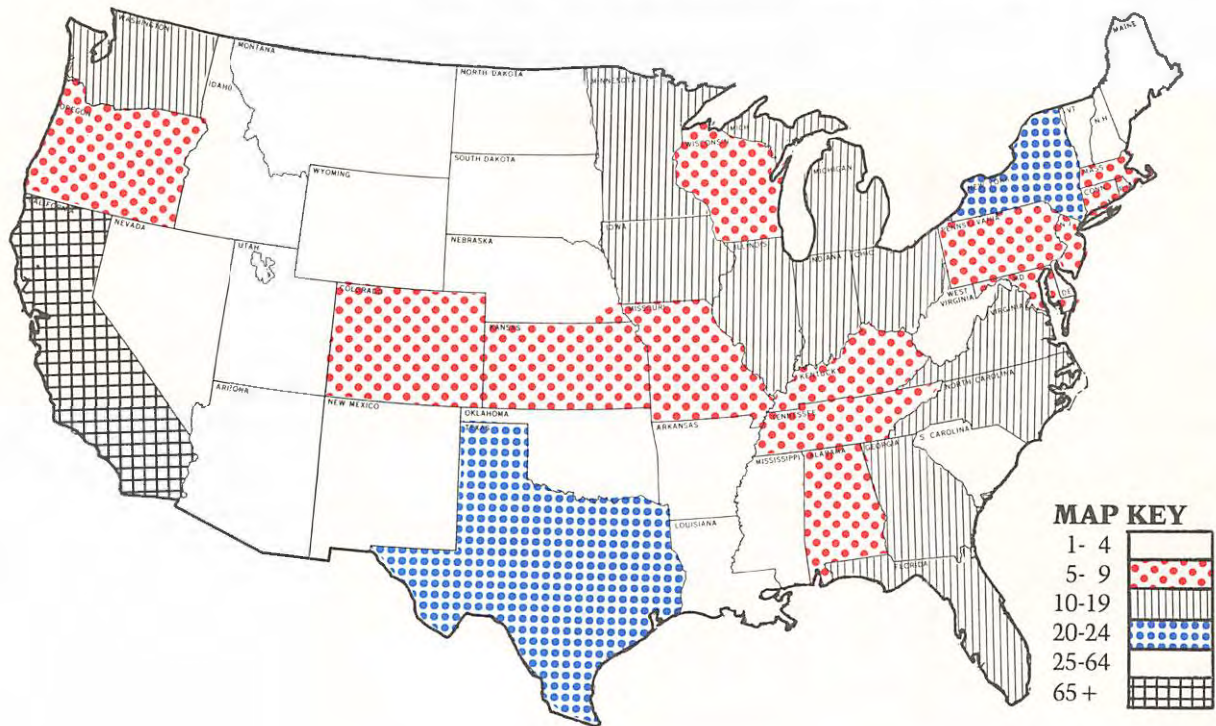 WASHINGTON
MONTANA
IDAHO
OREGON
NORTH DAKOTA
MINNESOTA
SOUTH DAKOTA
WYOMING
MICH
WISCONSIN
MICHIGAN
MAINE
VT
N.H
NEW YORK
MASS
CONN
CALIFORNIA
NEVADA
UTAH
NEBRASKA
IOWA
ILLINOIS
INDIANA
OHIO
PENNSYLVANIA
N.J.
MD
DE
WEST
VIRGINIA
VIRGINIA
COLORADO
KANSAS
MISSOURI
KENTUCKY
NORTH CAROLINA
TENNESSEE
ARIZONA
NEW MEXICO
OKLAHOMA
TEXAS
ARKANSAS
S. CAROLINA
MISSISSIPPI
ALABAMA
GEORGIA
LOUISIANA
FLORIDA
MAP KEY
1- 4
5- 9
10-19
20-24
25-64
65 +